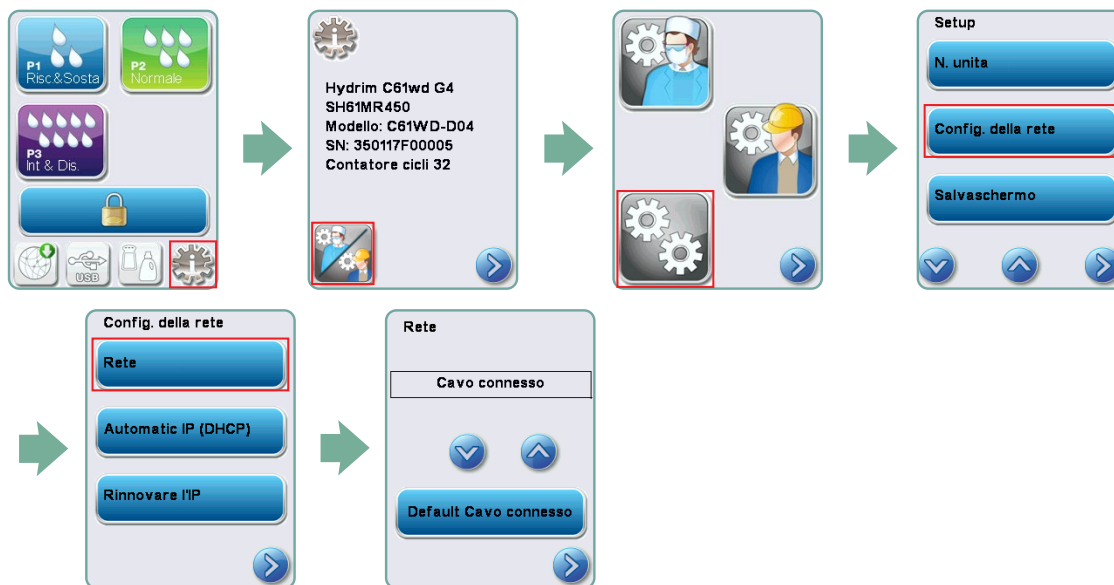 P1
Risc.&Sosta
P2
Normale
P3
Int & Dis.
USB
Hydrim C61wd G4
SH61MR450
Modello: C61WD-D04
SN: 350117F00005
Contatore cicli 32
Setup
N. unita
Config. della rete
Salvaschermo
Config. della rete
Rete
Automatic IP (DHCP)
Rinnovare l'IP
Rete
Cavo connesso
Default Cavo connesso